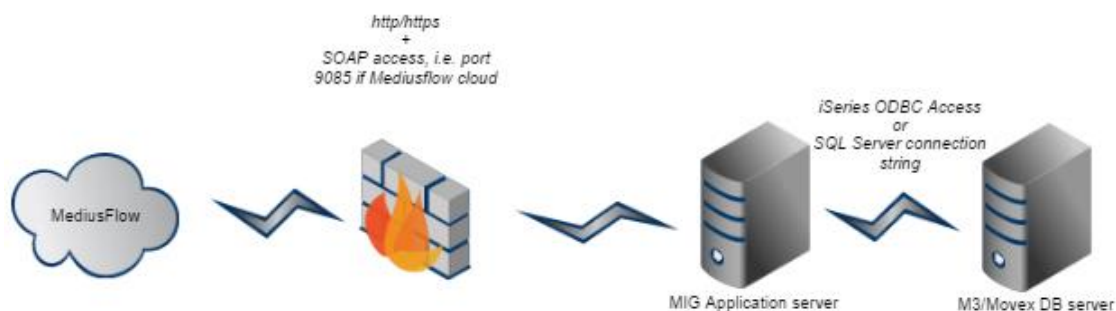 http/https
+
SOAP access, i.e. port
9085 if Mediusflow cloud
iSeries ODBC Access
or
SQL Server connection
string
MediusFlow
MIG Application server
M3/Movex DB server